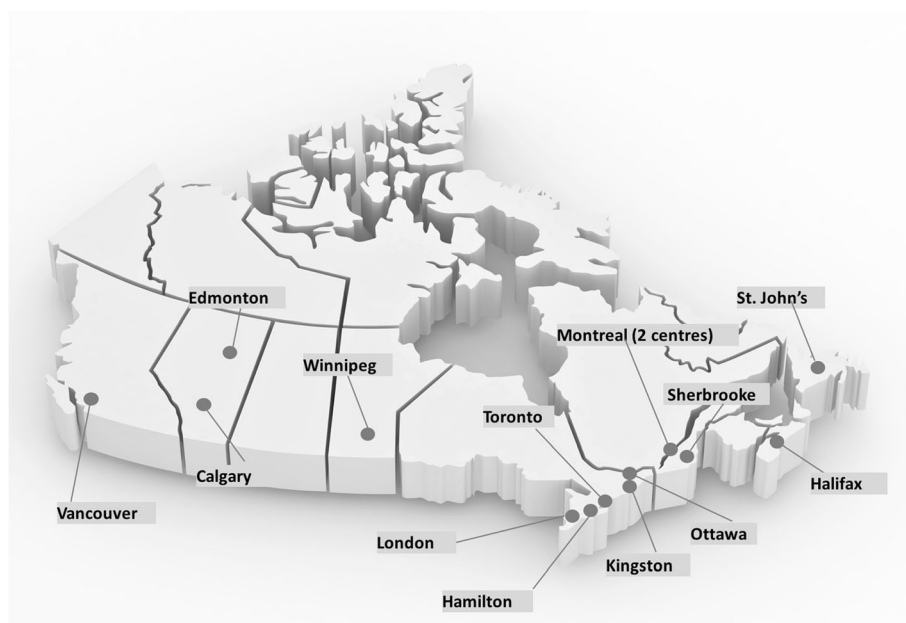 Edmonton
St. John’s
Montreal (2 centres)
Winnipeg
Sherbrooke
Toronto
Calgary
Halifax
Vancouver
Ottawa
London
Kingston
Hamilton